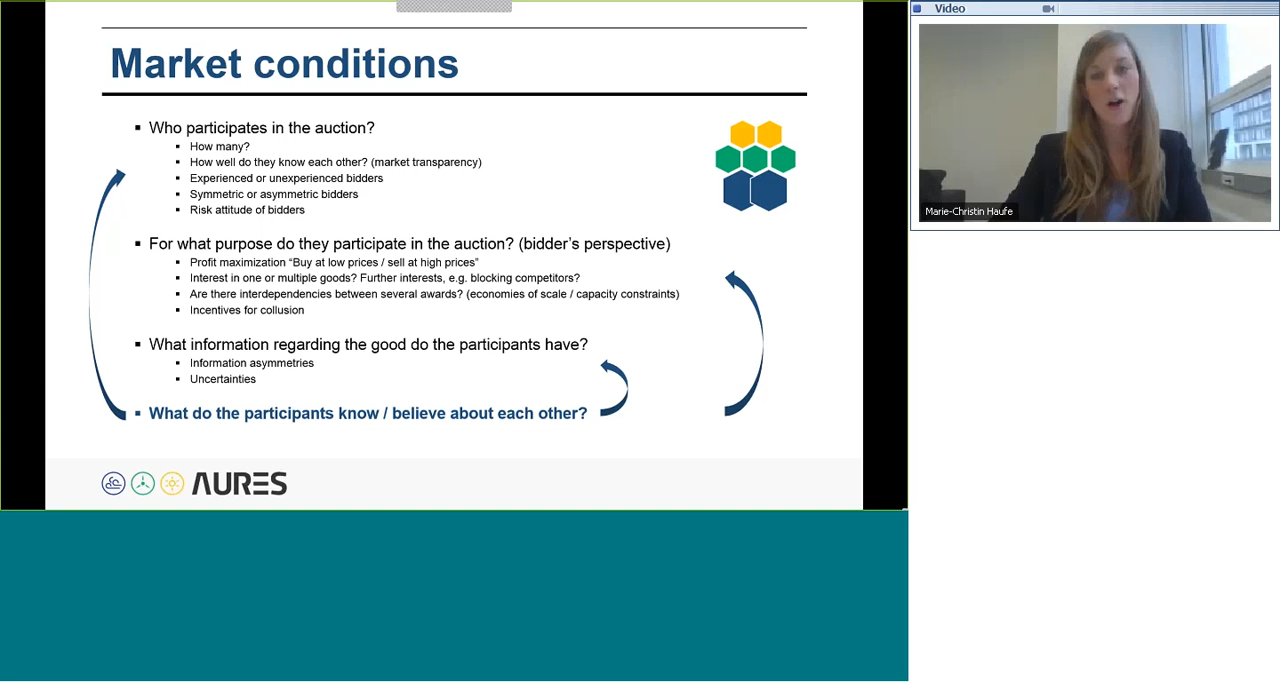 Market conditions
Who participates in the auction?
How many?
How well do they know each other? (market transparency)
Experienced or unexperienced bidders
Symmetric or asymmetric bidders
Risk attitude of bidders
For what purpose do they participate in the auction? (bidder’s perspective)
Profit maximization “Buy at low prices / sell at high prices”
Interest in one or multiple goods? Further interests, e.g. blocking competitors?
Are there interdependencies between several awards? (economies of scale / capacity constraints)
Incentives for collusion
What information regarding the good do the participants have?
Information asymmetries
Uncertainties
What do the participants know / believe about each other?
AURES
Video
Marie-Christin Haufe